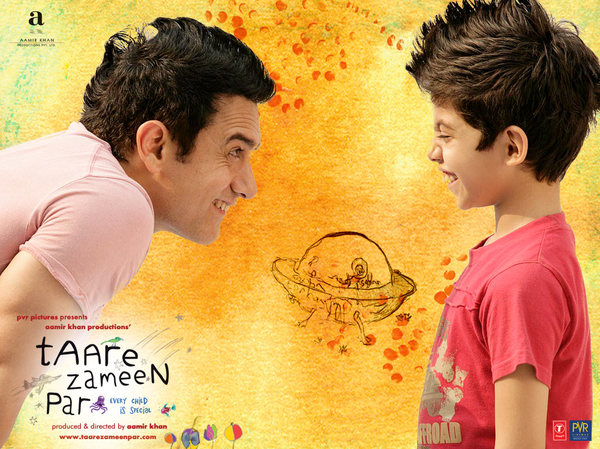 a
AAMIR KHAN
PRODUCTIONS PVT. LTD.
pvr pictures presents
aamir khan productions'
tAAre
zameeN
Par
EVERY CHILD
IS SPECIAL
produced & directed by aamir khan
www.taarezameenpar.com
OFFROAD
T
PVR